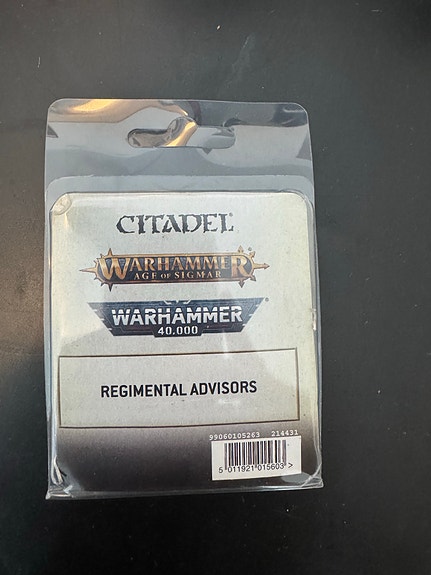 CITADEL
WARHAMMER
AGE OF SIGMAR
WARHAMMER
40,000
REGIMENTAL ADVISORS
99060105263 214431
5 011921 015603 >